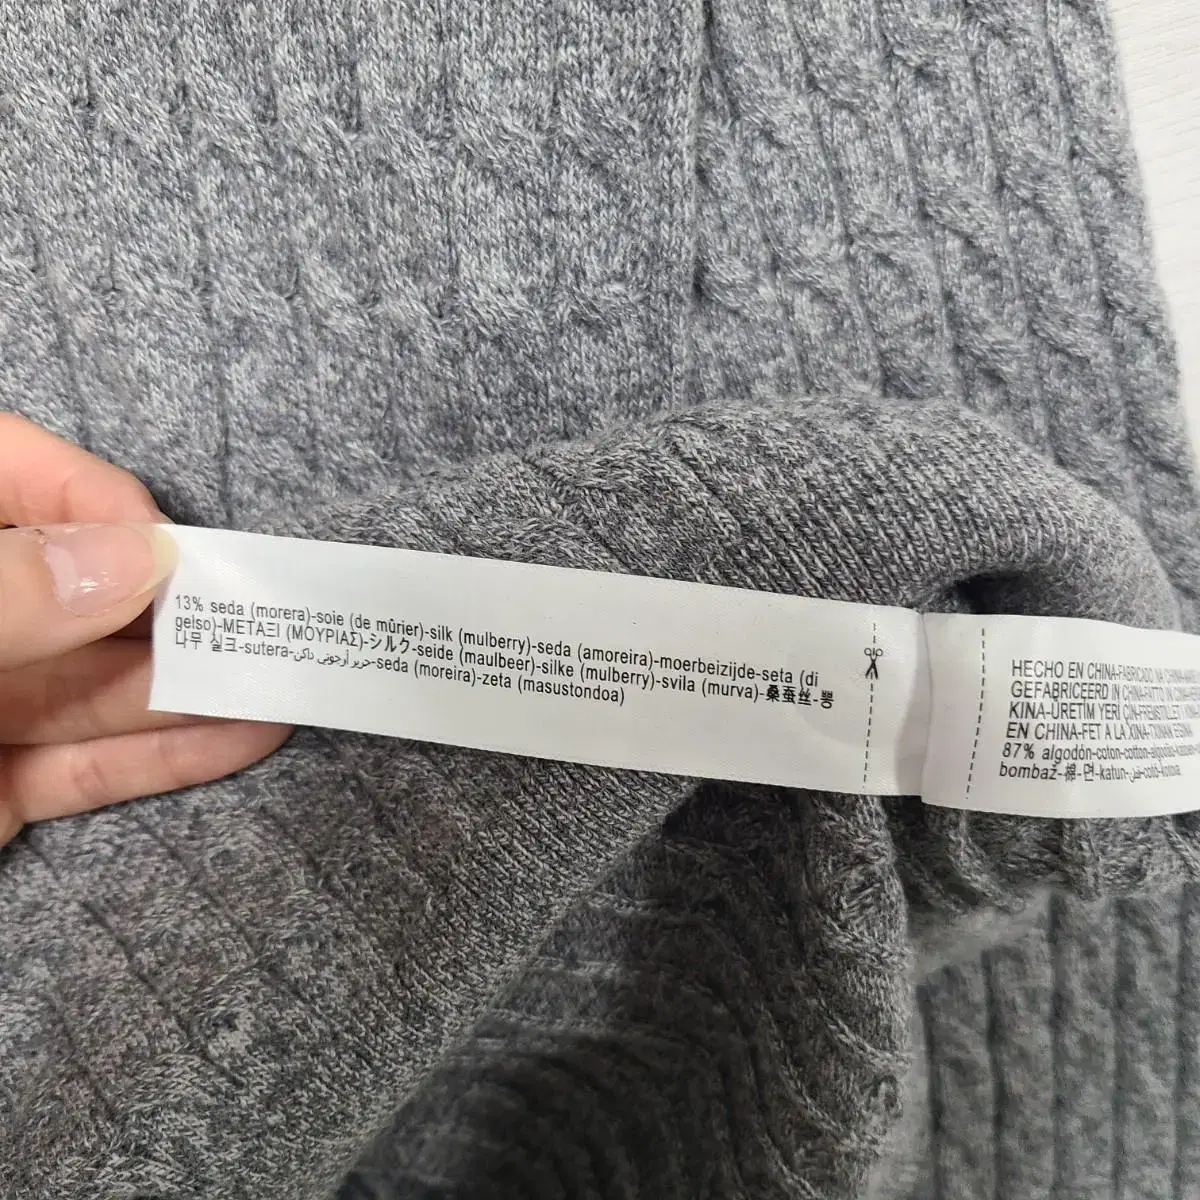 13% seda (morera)-soie (de mûrier)-silk (mulberry)-seda (amoreira)-moerbeizijde-seta (di
gelso)-ΜΕΤΑΞΙ (ΜΟΥΡΙΑΣ)-シルク-seide (maulbeer)-silke (mulberry)-svila (murva)-桑蚕丝-뽕
나무 실크-sutera-حرير أرجوني داكن-seda (moreira)-zeta (masustondoa)
HECHO EN CHINA-FABRICADO NA CHINA
GEFABRICEERD IN CHINA-FATTO IN CINA
KINA-ÜRETİM YERİ ÇİN-FREMSTILLET I KINA
EN CHINA-FET A LA XINA-TXINAN EGINA
87% algodón-coton-cotton-algodão-katoen
bombaž-棉-면-katun-قطن-cotó-kotoia